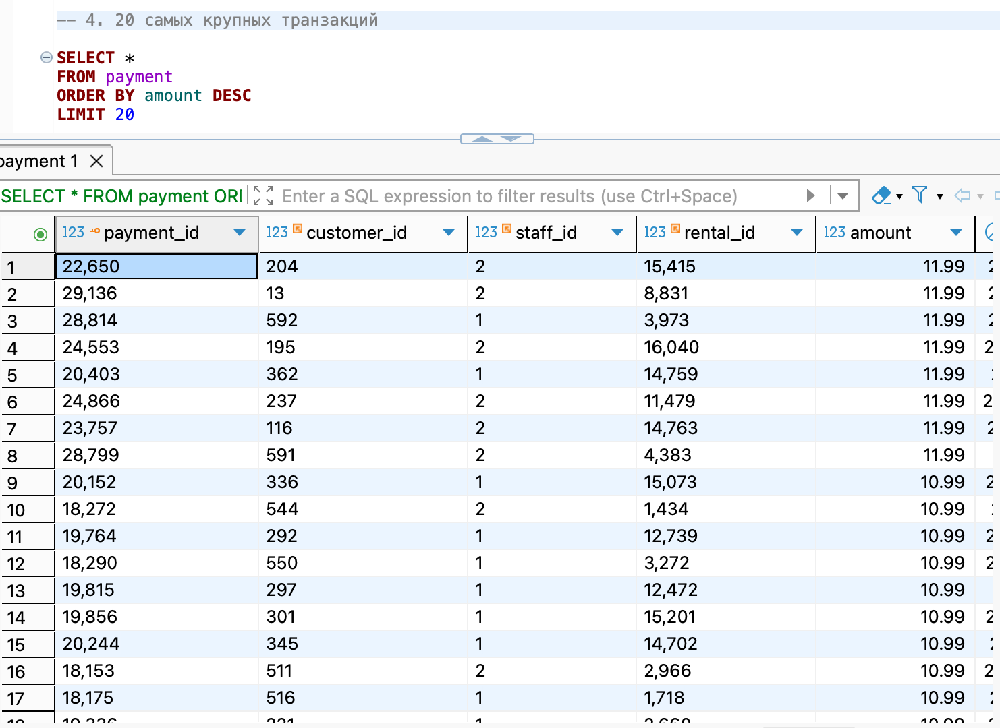 -- 4. 20 самых крупных транзакций
SELECT *
FROM payment
ORDER BY amount DESC
LIMIT 20
payment 1
SELECT * FROM payment ORI Enter a SQL expression to filter results (use Ctrl+Space)
123 payment_id 123 customer_id 123 staff_id 123 rental_id 123 amount
1 22,650 204 2 15,415 11.99
2 29,136 13 2 8,831 11.99
3 28,814 592 1 3,973 11.99
4 24,553 195 2 16,040 11.99
5 20,403 362 1 14,759 11.99
6 24,866 237 2 11,479 11.99
7 23,757 116 2 14,763 11.99
8 28,799 591 2 4,383 11.99
9 20,152 336 1 15,073 10.99
10 18,272 544 2 1,434 10.99
11 19,764 292 1 12,739 10.99
12 18,290 550 1 3,272 10.99
13 19,815 297 1 12,472 10.99
14 19,856 301 1 15,201 10.99
15 20,244 345 1 14,702 10.99
16 18,153 511 2 2,966 10.99
17 18,175 516 1 1,718 10.99